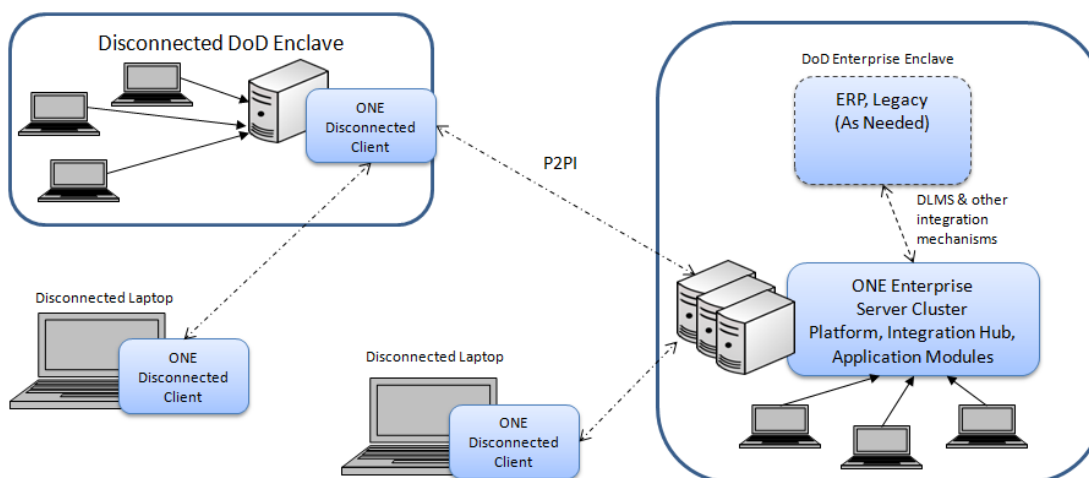 Disconnected DoD Enclave
ONE
Disconnected
Client
P2PI
DoD Enterprise Enclave
ERP, Legacy
(As Needed)
DLMS & other
integration
mechanisms
ONE Enterprise
Server Cluster
Platform, Integration Hub,
Application Modules
Disconnected Laptop
ONE
Disconnected
Client
Disconnected Laptop
ONE
Disconnected
Client